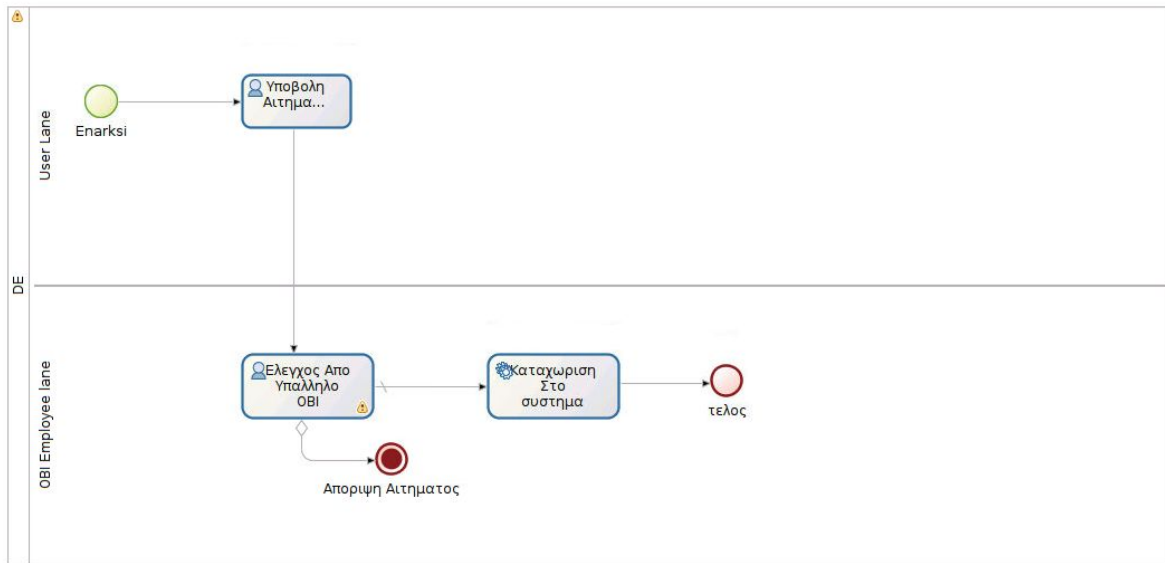 User Lane
Enarksi
Υποβολη
Αιτημα...
DE
OBI Employee lane
Ελεγχος Απο
Υπαλληλο
OBI
Καταχωριση
Στο
συστημα
τελος
Αποριψη Αιτηματος